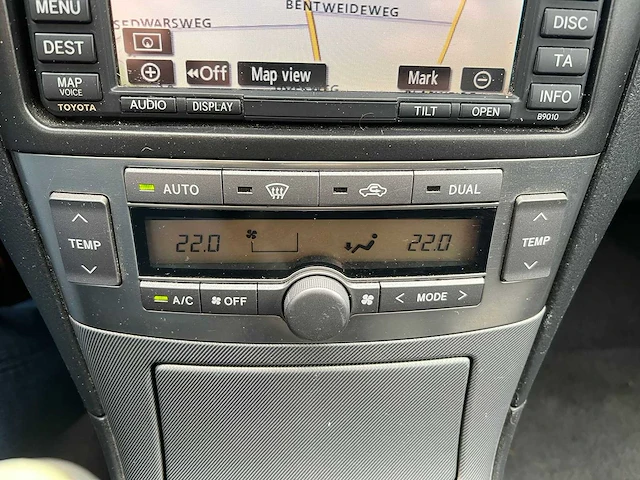 MENU
BENTWEIDEWEG
DISC
SEDWARSWEG
DEST
TA
Off
Map view
Mark
MAP
VOICE
INFO
TOYOTA
AUDIO
DISPLAY
TILT
OPEN
B9010
AUTO
DUAL
TEMP
22.0
22.0
TEMP
A/C
OFF
MODE